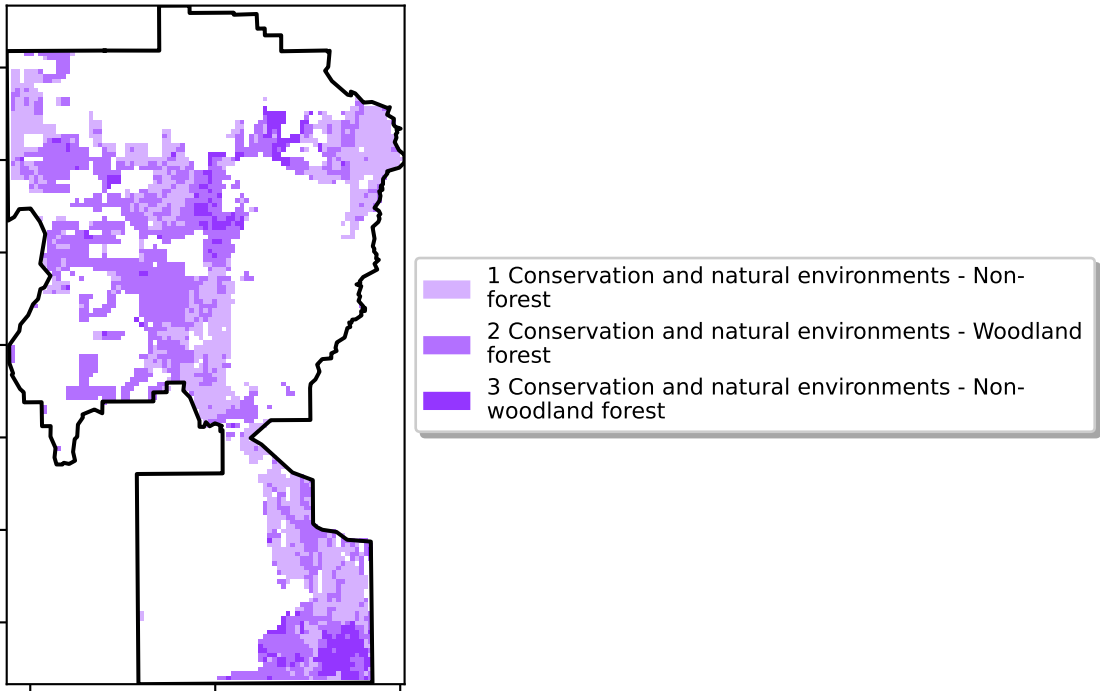 1 Conservation and natural environments - Non-
forest
2 Conservation and natural environments - Woodland
forest
3 Conservation and natural environments - Non-
woodland forest